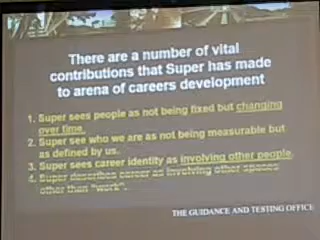 There are a number of vital
contributions that Super has made
to arena of careers development
1. Super sees people as not being fixed but changing
over time.
2. Super see who we are as not being measurable but
as defined by us.
3. Super sees career identity as involving other people.
4. Super describes career as involving other spaces
other than "work".
THE GUIDANCE AND TESTING OFFICE